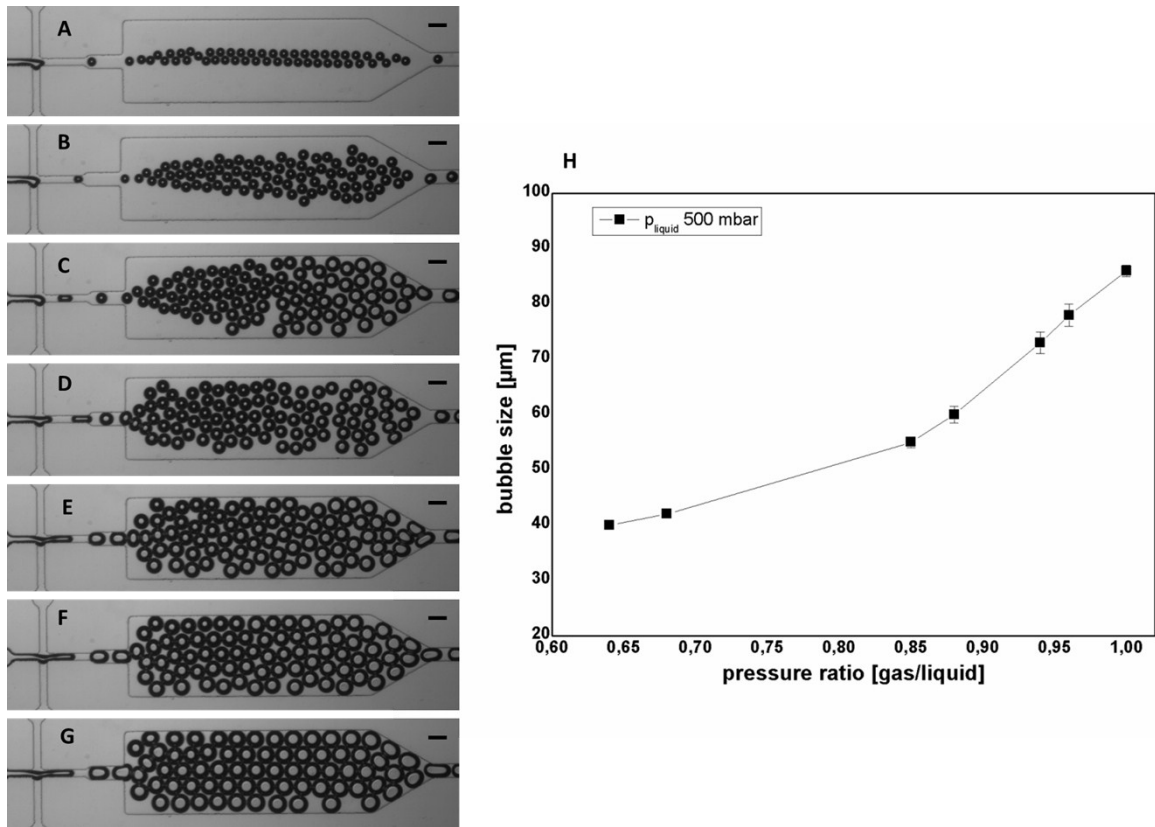 A
B
C
D
E
F
G
H
p liquid 500 mbar
bubble size [µm]
100
90
80
70
60
50
40
30
20
0,60 0,65 0,70 0,75 0,80 0,85 0,90 0,95 1,00
pressure ratio [gas/liquid]